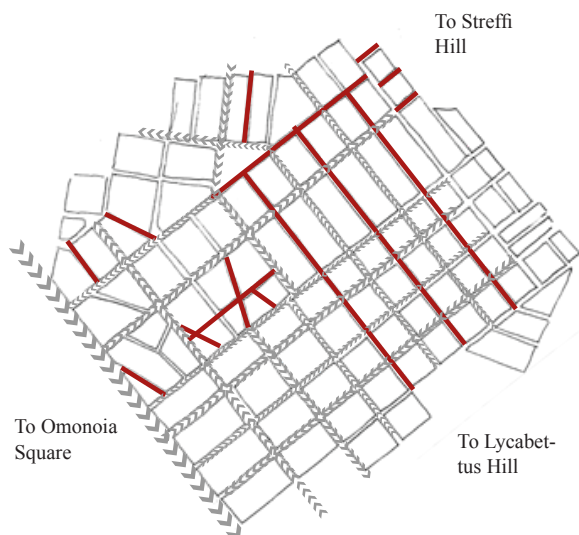 To Streffi
Hill
To Omonoia
Square
To Lycabet-
tus Hill